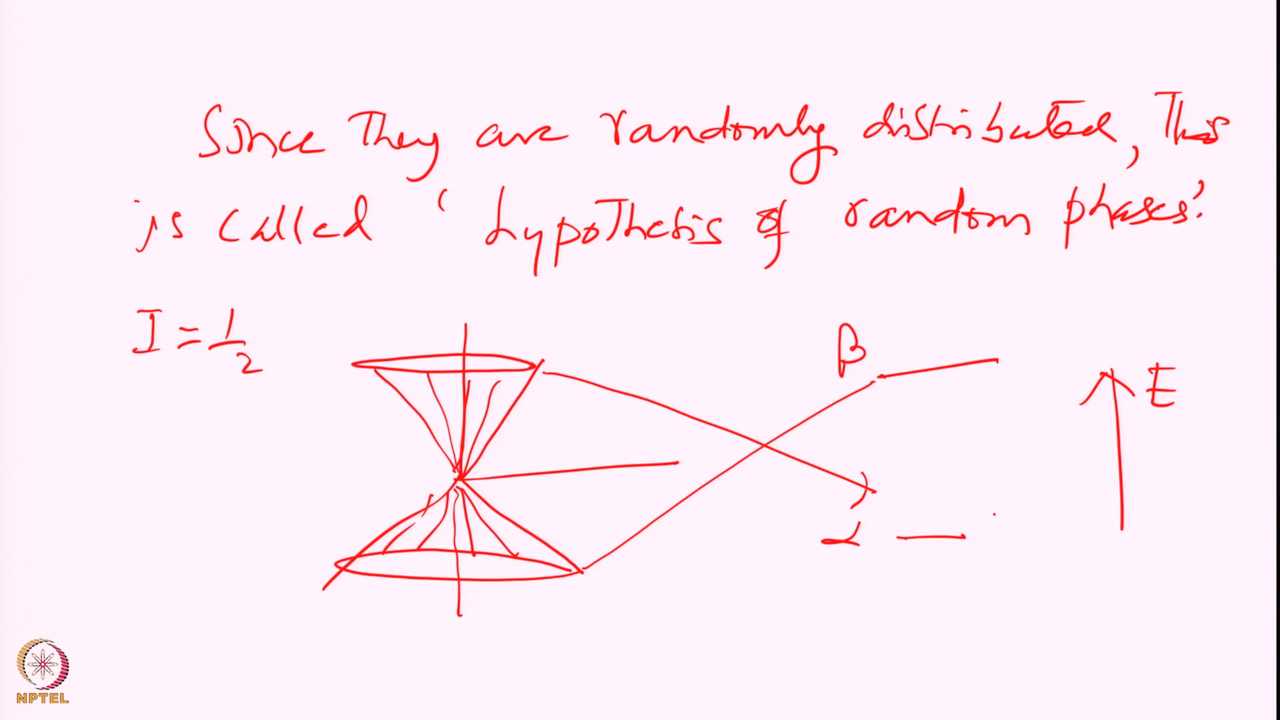 Since They are randomly distributed, This
is called ' hypothesis of random phases'.
I = 1/2
β
E
α
NPTEL